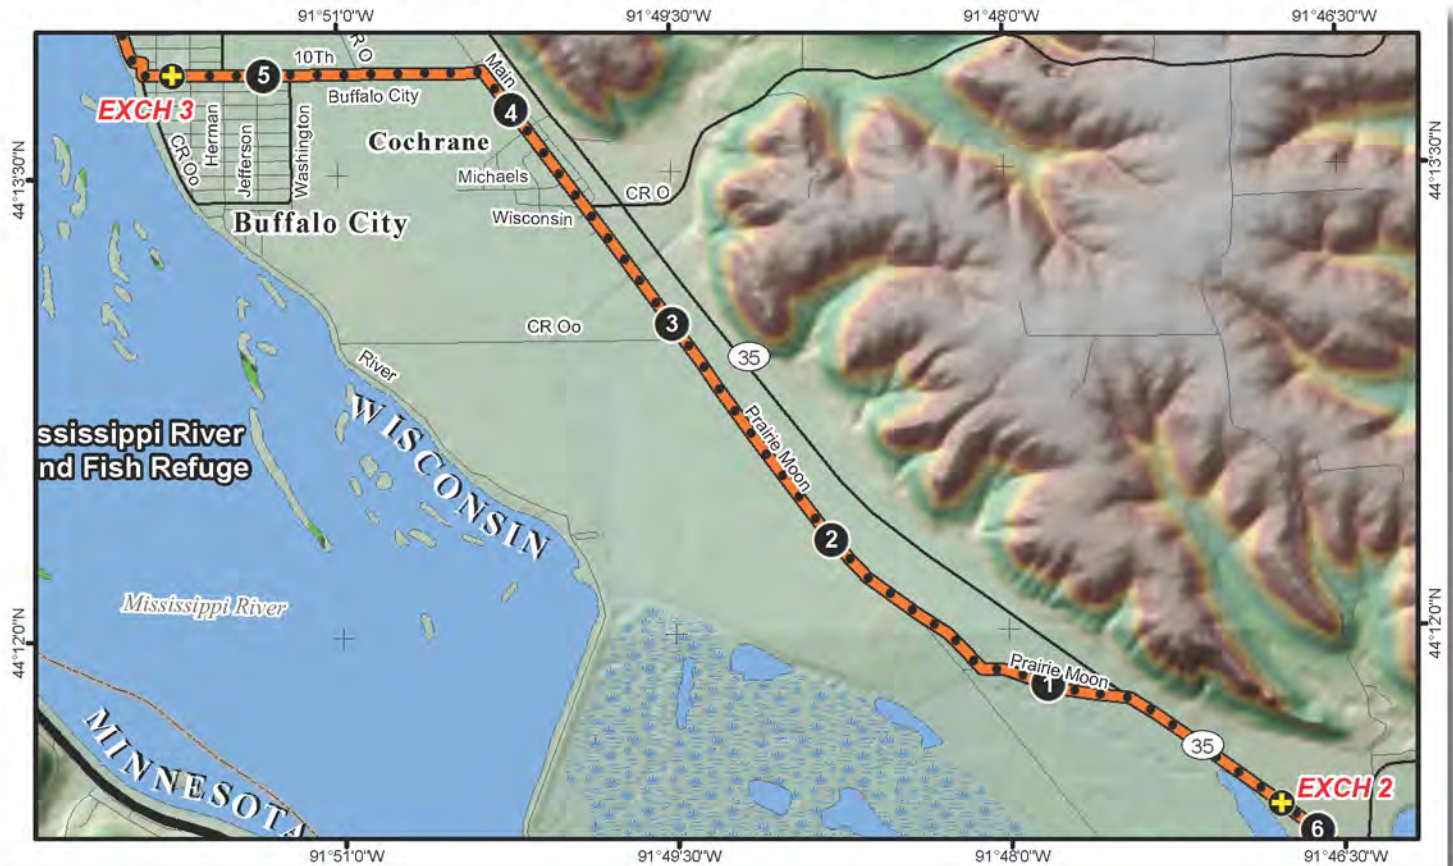 91°51'0"W
91°49'30"W
91°48'0"W
91°46'30"W
10Th
CR O
Main
5
EXCH 3
Buffalo City
4
Herman
Cochrane
44°13'30"N
44°13'30"N
CR Oo
Jefferson
Washington
Michaels
CR O
Wisconsin
Buffalo City
3
CR Oo
35
River
WISCONSIN
Prairie Moon
ssissippi River
nd Fish Refuge
2
Mississippi River
44°12'0"N
44°12'0"N
Prairie Moon
1
MINNESOTA
35
EXCH 2
6
91°51'0"W
91°49'30"W
91°48'0"W
91°46'30"W